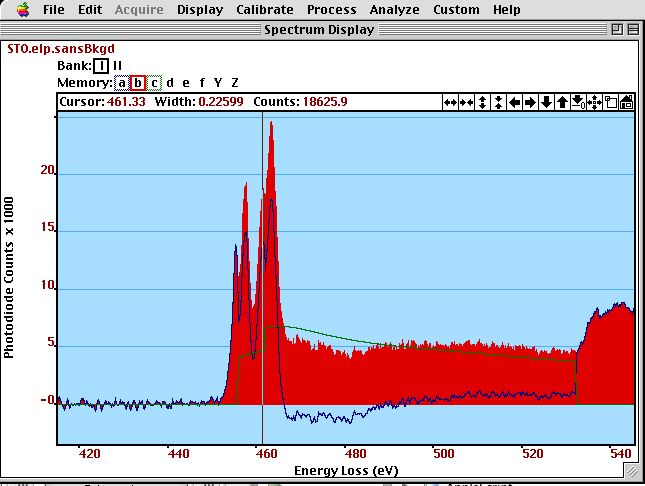 File Edit Acquire Display Calibrate Process Analyze Custom Help
Spectrum Display
STO.elp.sansBkgd
Bank: I II
Memory: a b c d e f Y Z
Cursor: 461.33 Width: 0.22599 Counts: 18625.9
20
15
10
5
-0
Photodiode Counts x 1000
420 440 460 480 500 520 540
Energy Loss (eV)